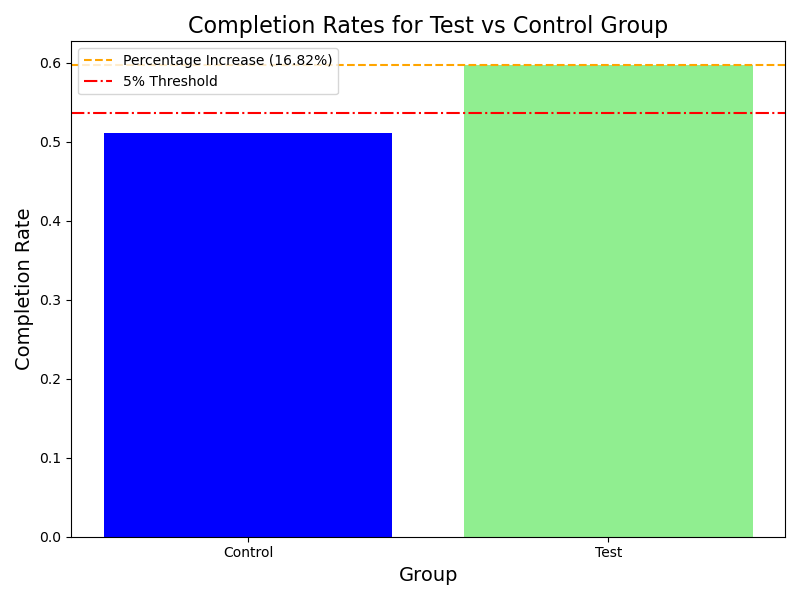 Completion Rates for Test vs Control Group
Percentage Increase (16.82%)
5% Threshold
0.6
0.5
0.4
0.3
0.2
0.1
0.0
Completion Rate
Control
Test
Group